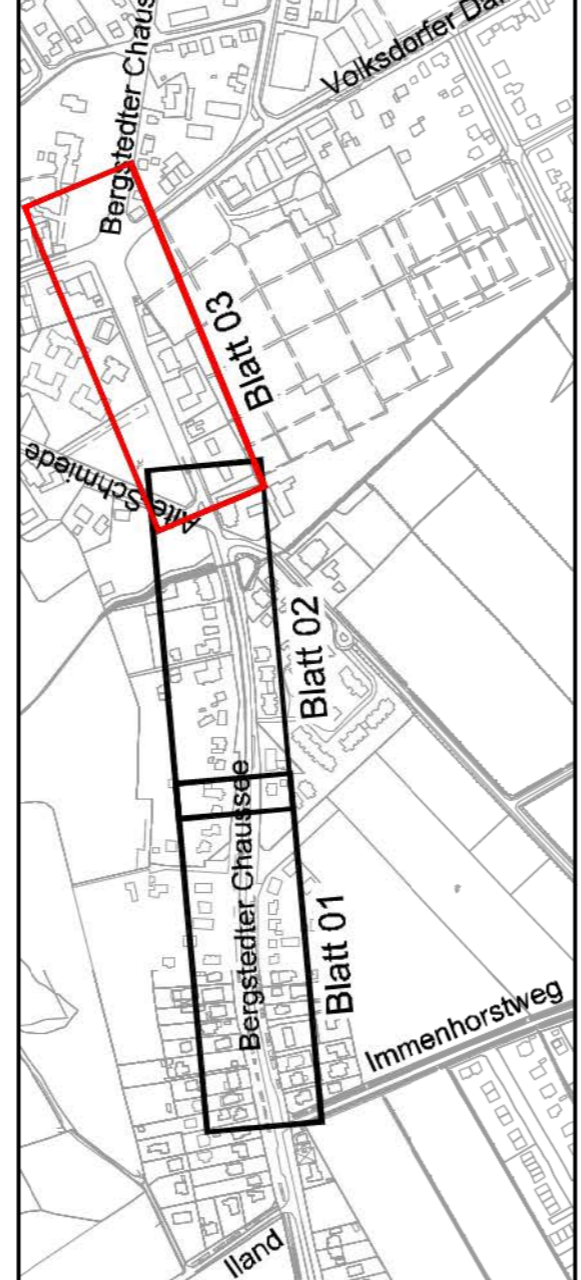 Bergstedter Chaus
Volksdorfer Da
Blatt 03
Alte Schmiede
Blatt 02
Bergstedter Chaussee
Blatt 01
Immenhorstweg
lland